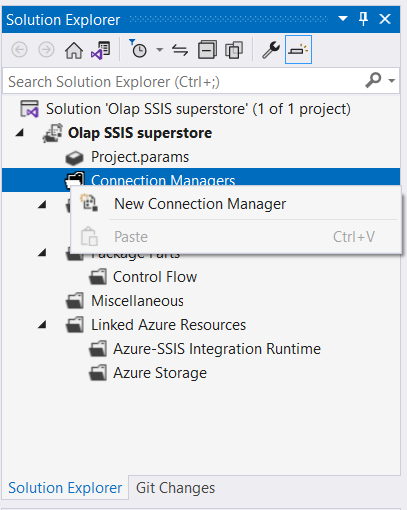 Solution Explorer
Search Solution Explorer (Ctrl+;)
Solution 'Olap SSIS superstore' (1 of 1 project)
Olap SSIS superstore
Project.params
Connection Managers
New Connection Manager
Paste Ctrl+V
Package Parts
Control Flow
Miscellaneous
Linked Azure Resources
Azure-SSIS Integration Runtime
Azure Storage
Solution Explorer Git Changes